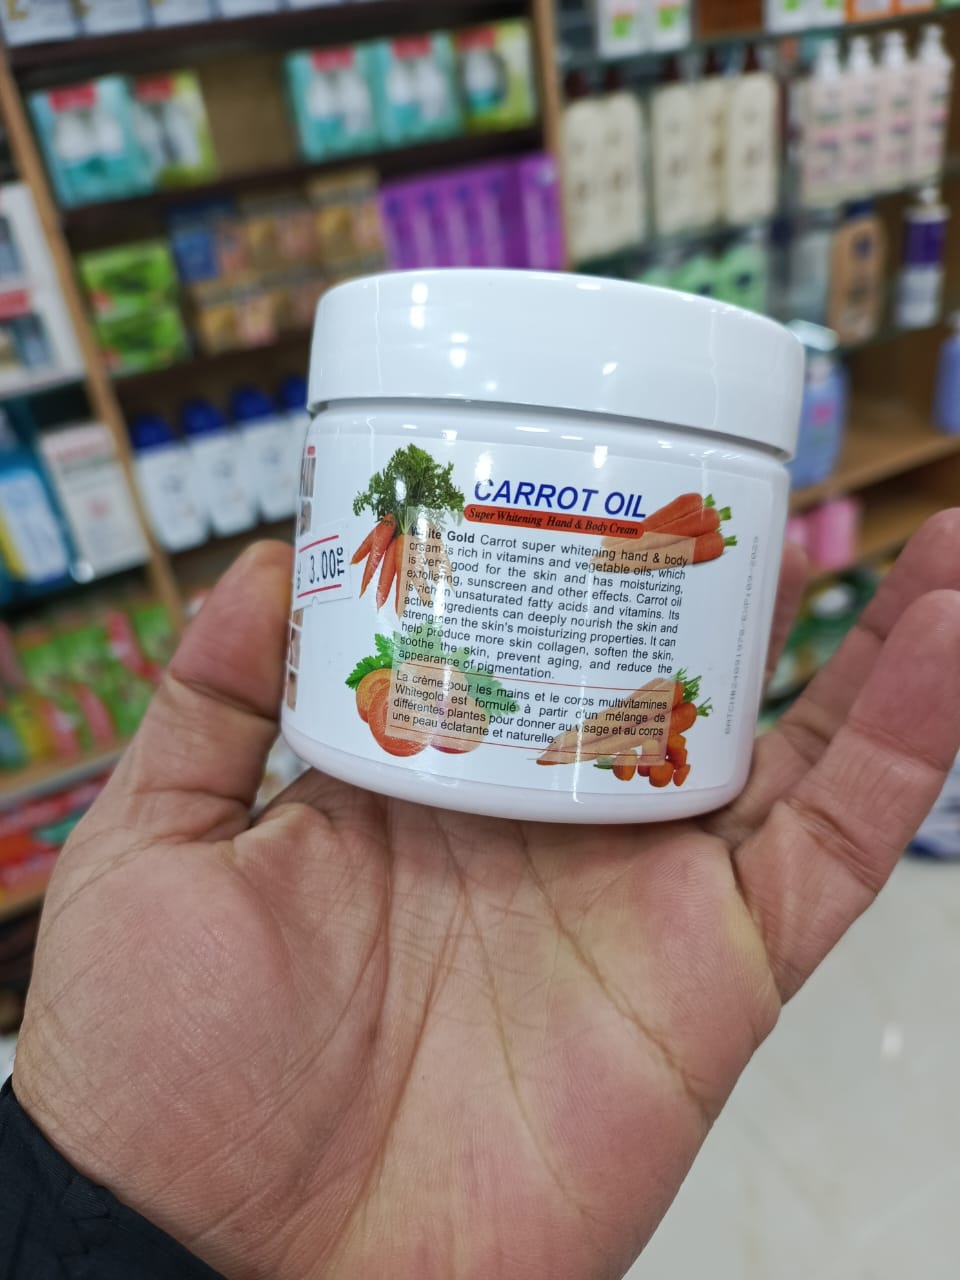 CARROT OIL
Super Whitening Hand & Body Cream
White Gold Carrot super whitening hand & body
cream is rich in vitamins and vegetable oils, which
is very good for the skin and has moisturizing,
exfoliating, sunscreen and other effects. Carrot oil
is rich in unsaturated fatty acids and vitamins. Its
active ingredients can deeply nourish the skin and
strengthen the skin's moisturizing properties. It can
help produce more skin collagen, soften the skin,
soothe the skin, prevent aging, and reduce the
appearance of pigmentation.
La crème pour les mains et le corps multivitamines
Whitegold est formulé à partir d'un mélange de
différentes plantes pour donner au visage et au corps
une peau éclatante et naturelle.
3.00
TTC